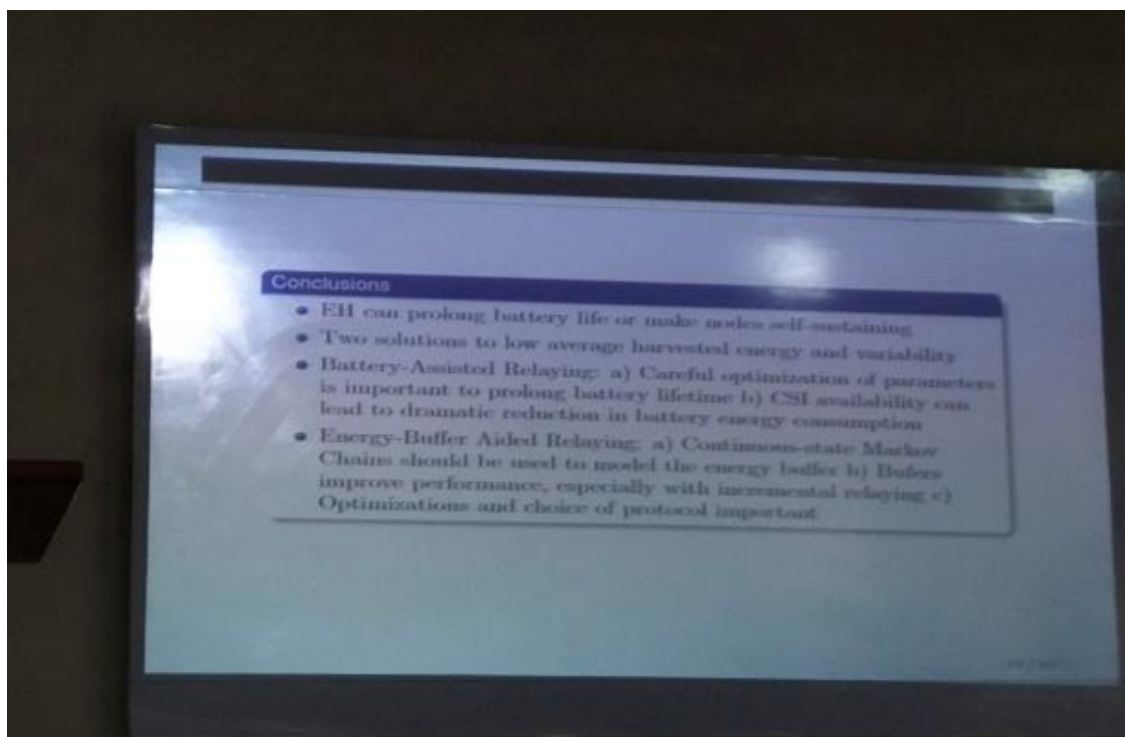 Conclusions
• EH can prolong battery life or make nodes self-sustaining
• Two solutions to low average harvested energy and variability
• Battery-Assisted Relaying: a) Careful optimization of parameters
is important to prolong battery lifetime b) CSI availability can
lead to dramatic reduction in battery energy consumption
• Energy-Buffer Aided Relaying: a) Continuous-state Markov
Chains should be used to model the energy buffer b) Bufers
improve performance, especially with incremental relaying c)
Optimizations and choice of protocol important